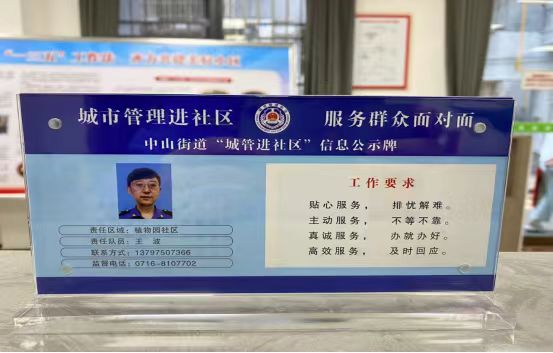 城市管理进社区 服务群众面对面
中山街道“城管进社区”信息公示牌
责任区域：植物园社区
责任队员：王 波
联系方式：13797507366
监督电话：0716-8107702
工作要求
贴心服务， 排忧解难。
主动服务， 不等不靠。
真诚服务， 办就办好。
高效服务， 及时回应。